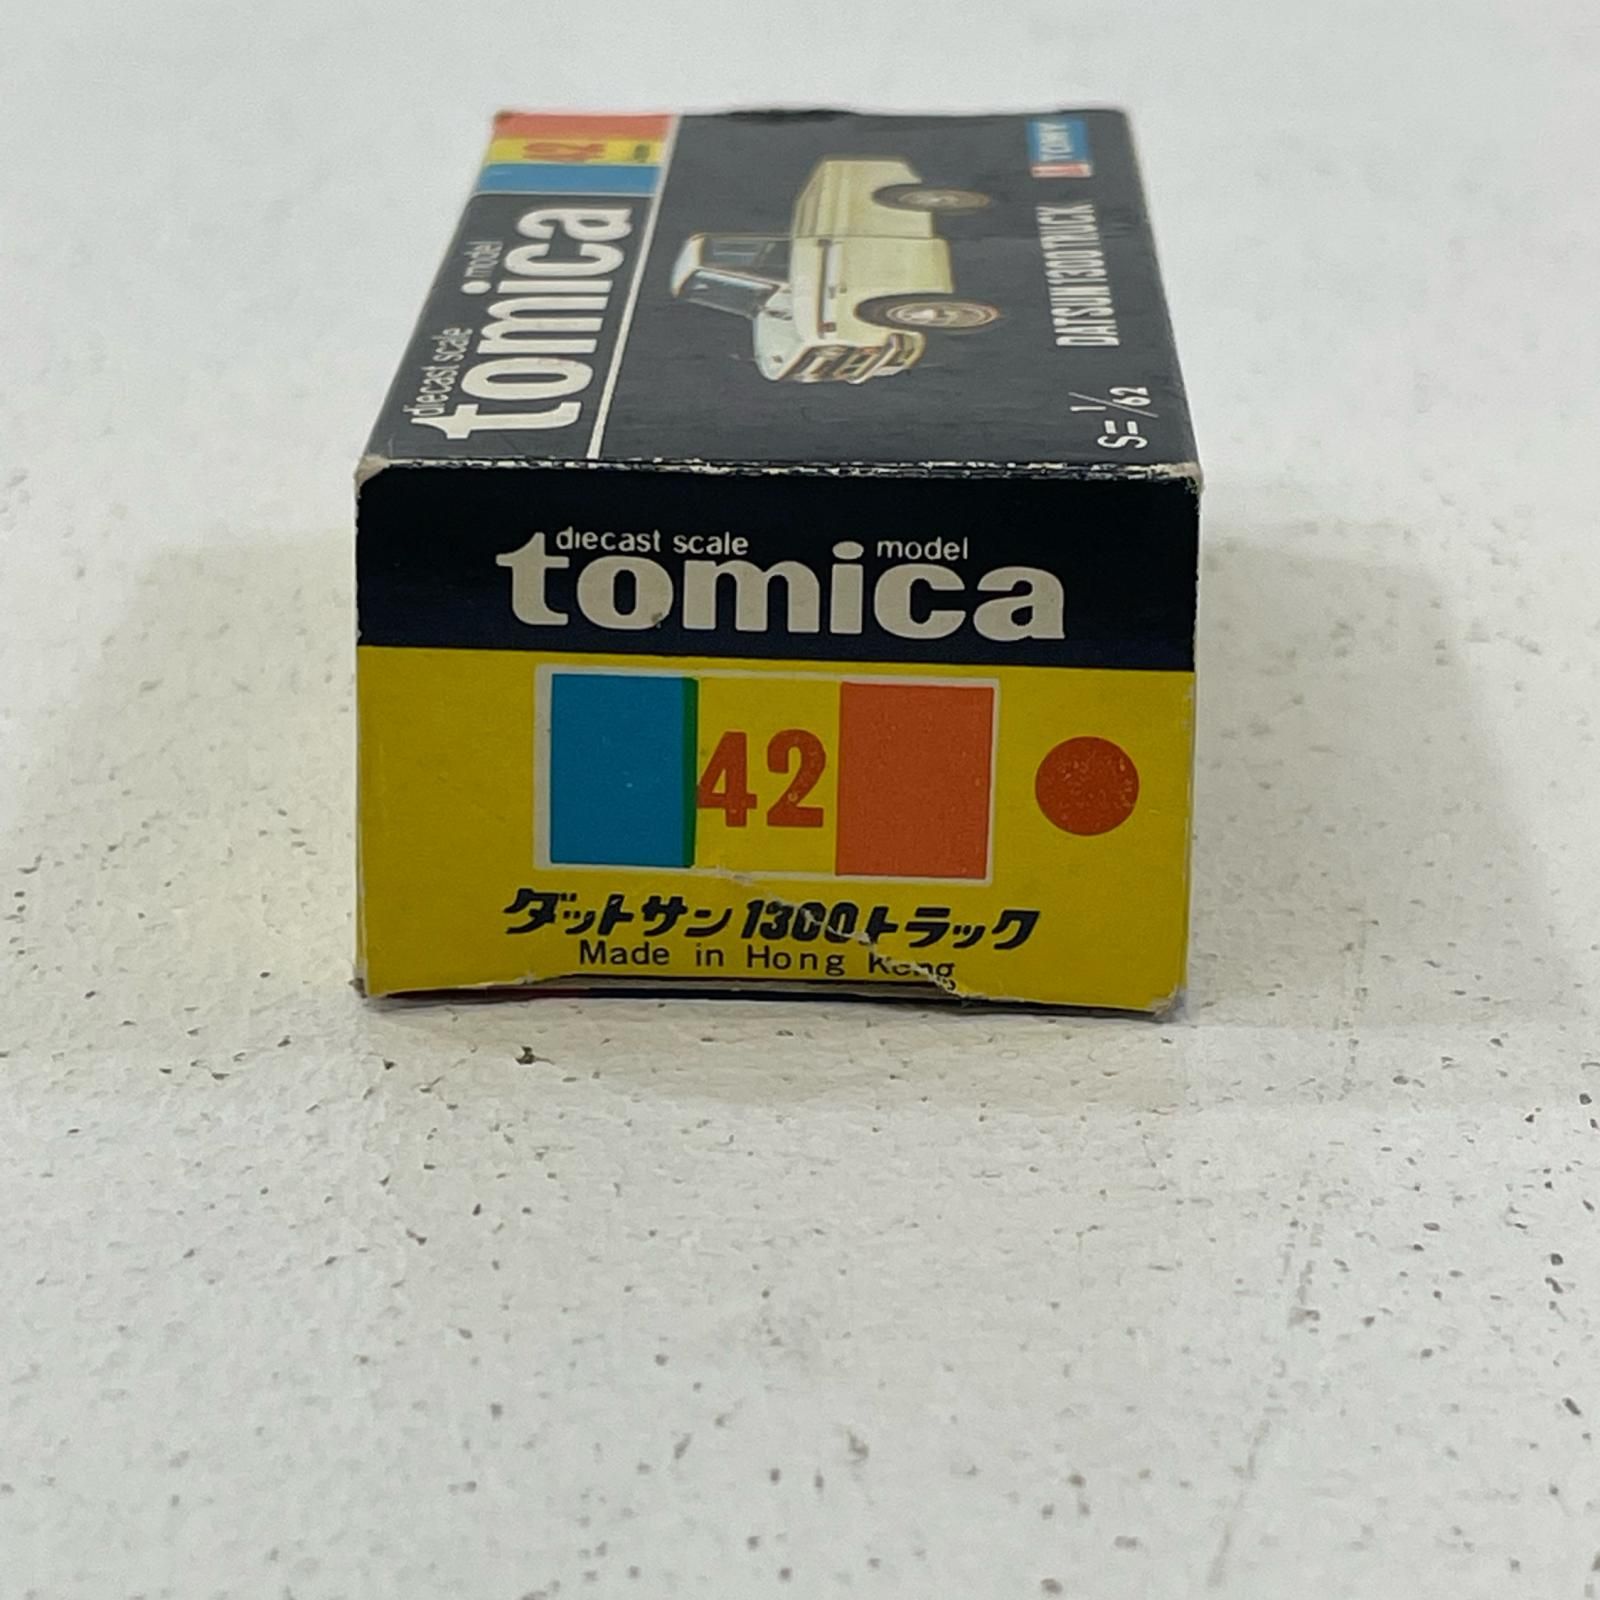 42
diecast scale model
tomica
TOMY
DATSUN 1300 TRUCK
S=1/62
diecast scale model
tomica
42
ダットサン1300トラック
Made in Hong Kong